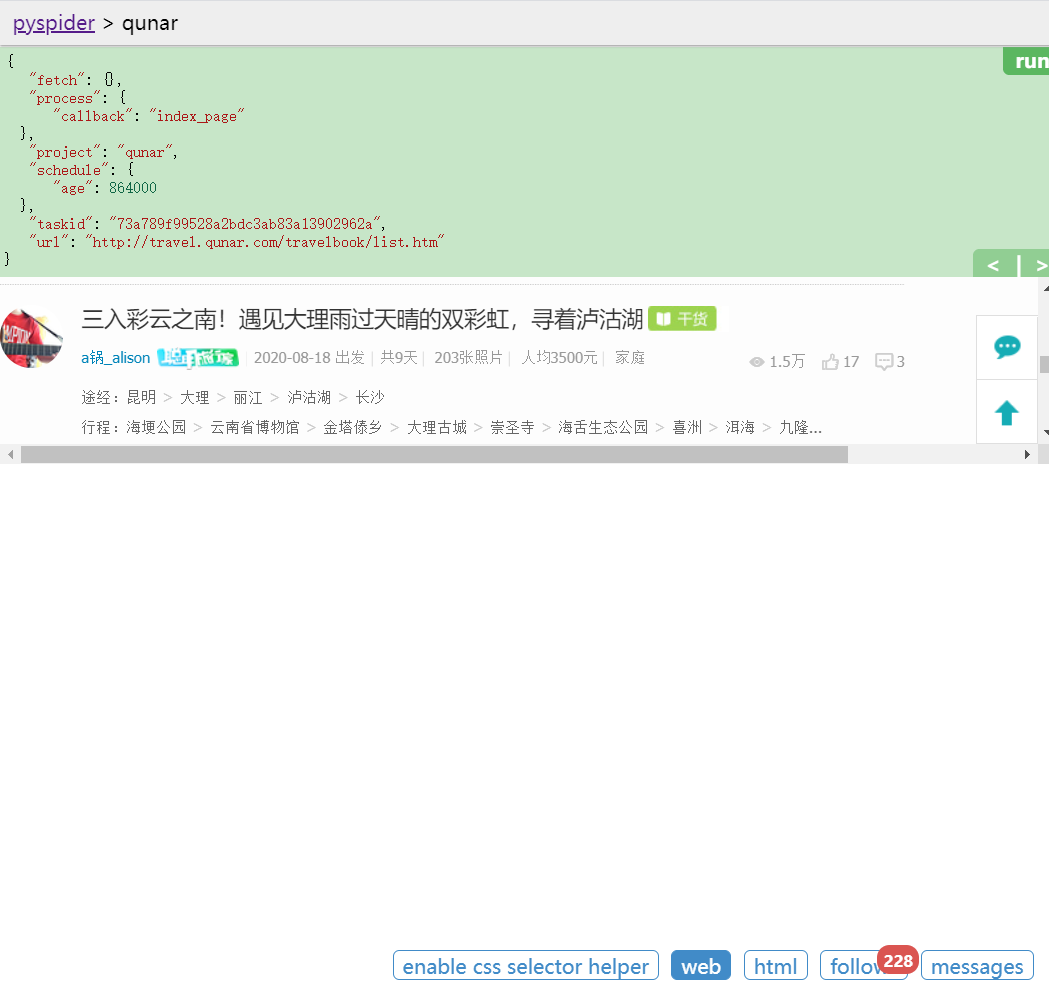 pyspider > qunar
{
"fetch": {},
"process": {
"callback": "index_page"
},
"project": "qunar",
"schedule": {
"age": 864000
},
"taskid": "73a789f99528a2bdc3ab83a13902962a",
"url": "http://travel.qunar.com/travelbook/list.htm"
}
run
< | >
三入彩云之南！遇见大理雨过天晴的双彩虹，寻着泸沽湖 干货
a锅_alison 聪明的旅行家 2020-08-18 出发 共9天 203张照片 人均3500元 家庭 1.5万 17 3
途经：昆明 > 大理 > 丽江 > 泸沽湖 > 长沙
行程：海埂公园 > 云南省博物馆 > 金塔傣乡 > 大理古城 > 崇圣寺 > 海舌生态公园 > 喜洲 > 洱海 > 九隆...
enable css selector helper web html follow 228 messages